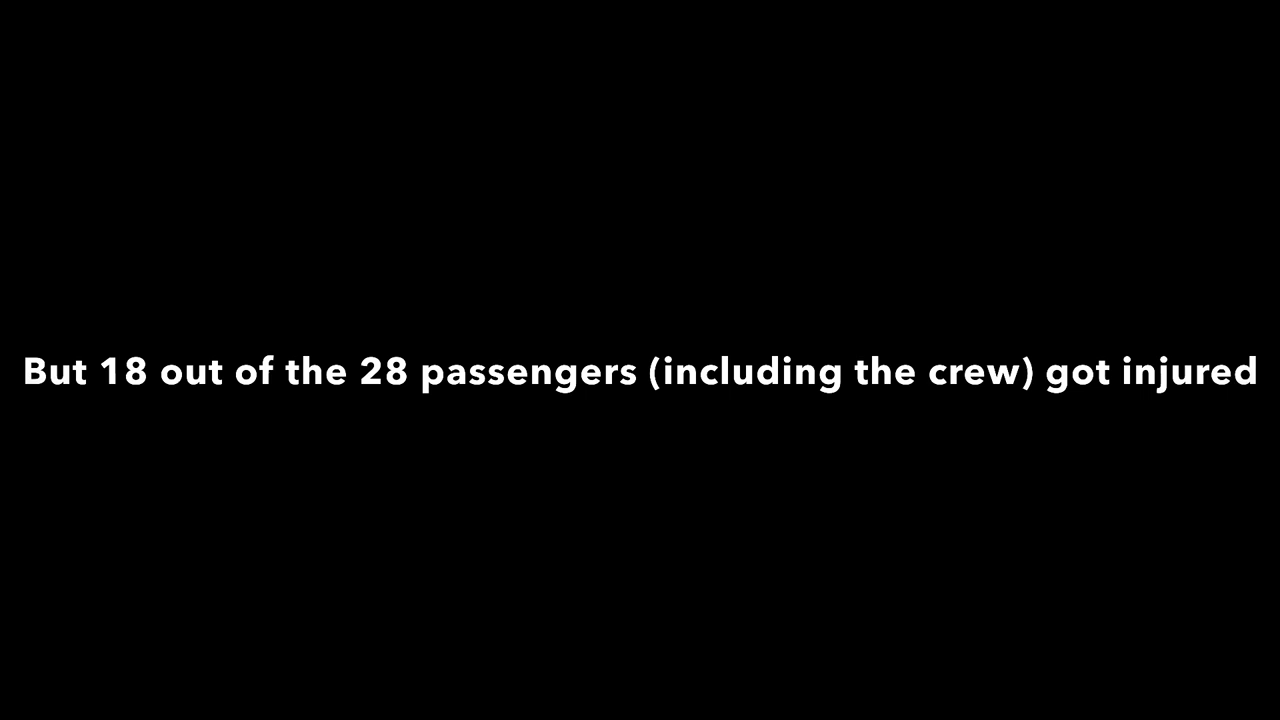 But 18 out of the 28 passengers (including the crew) got injured